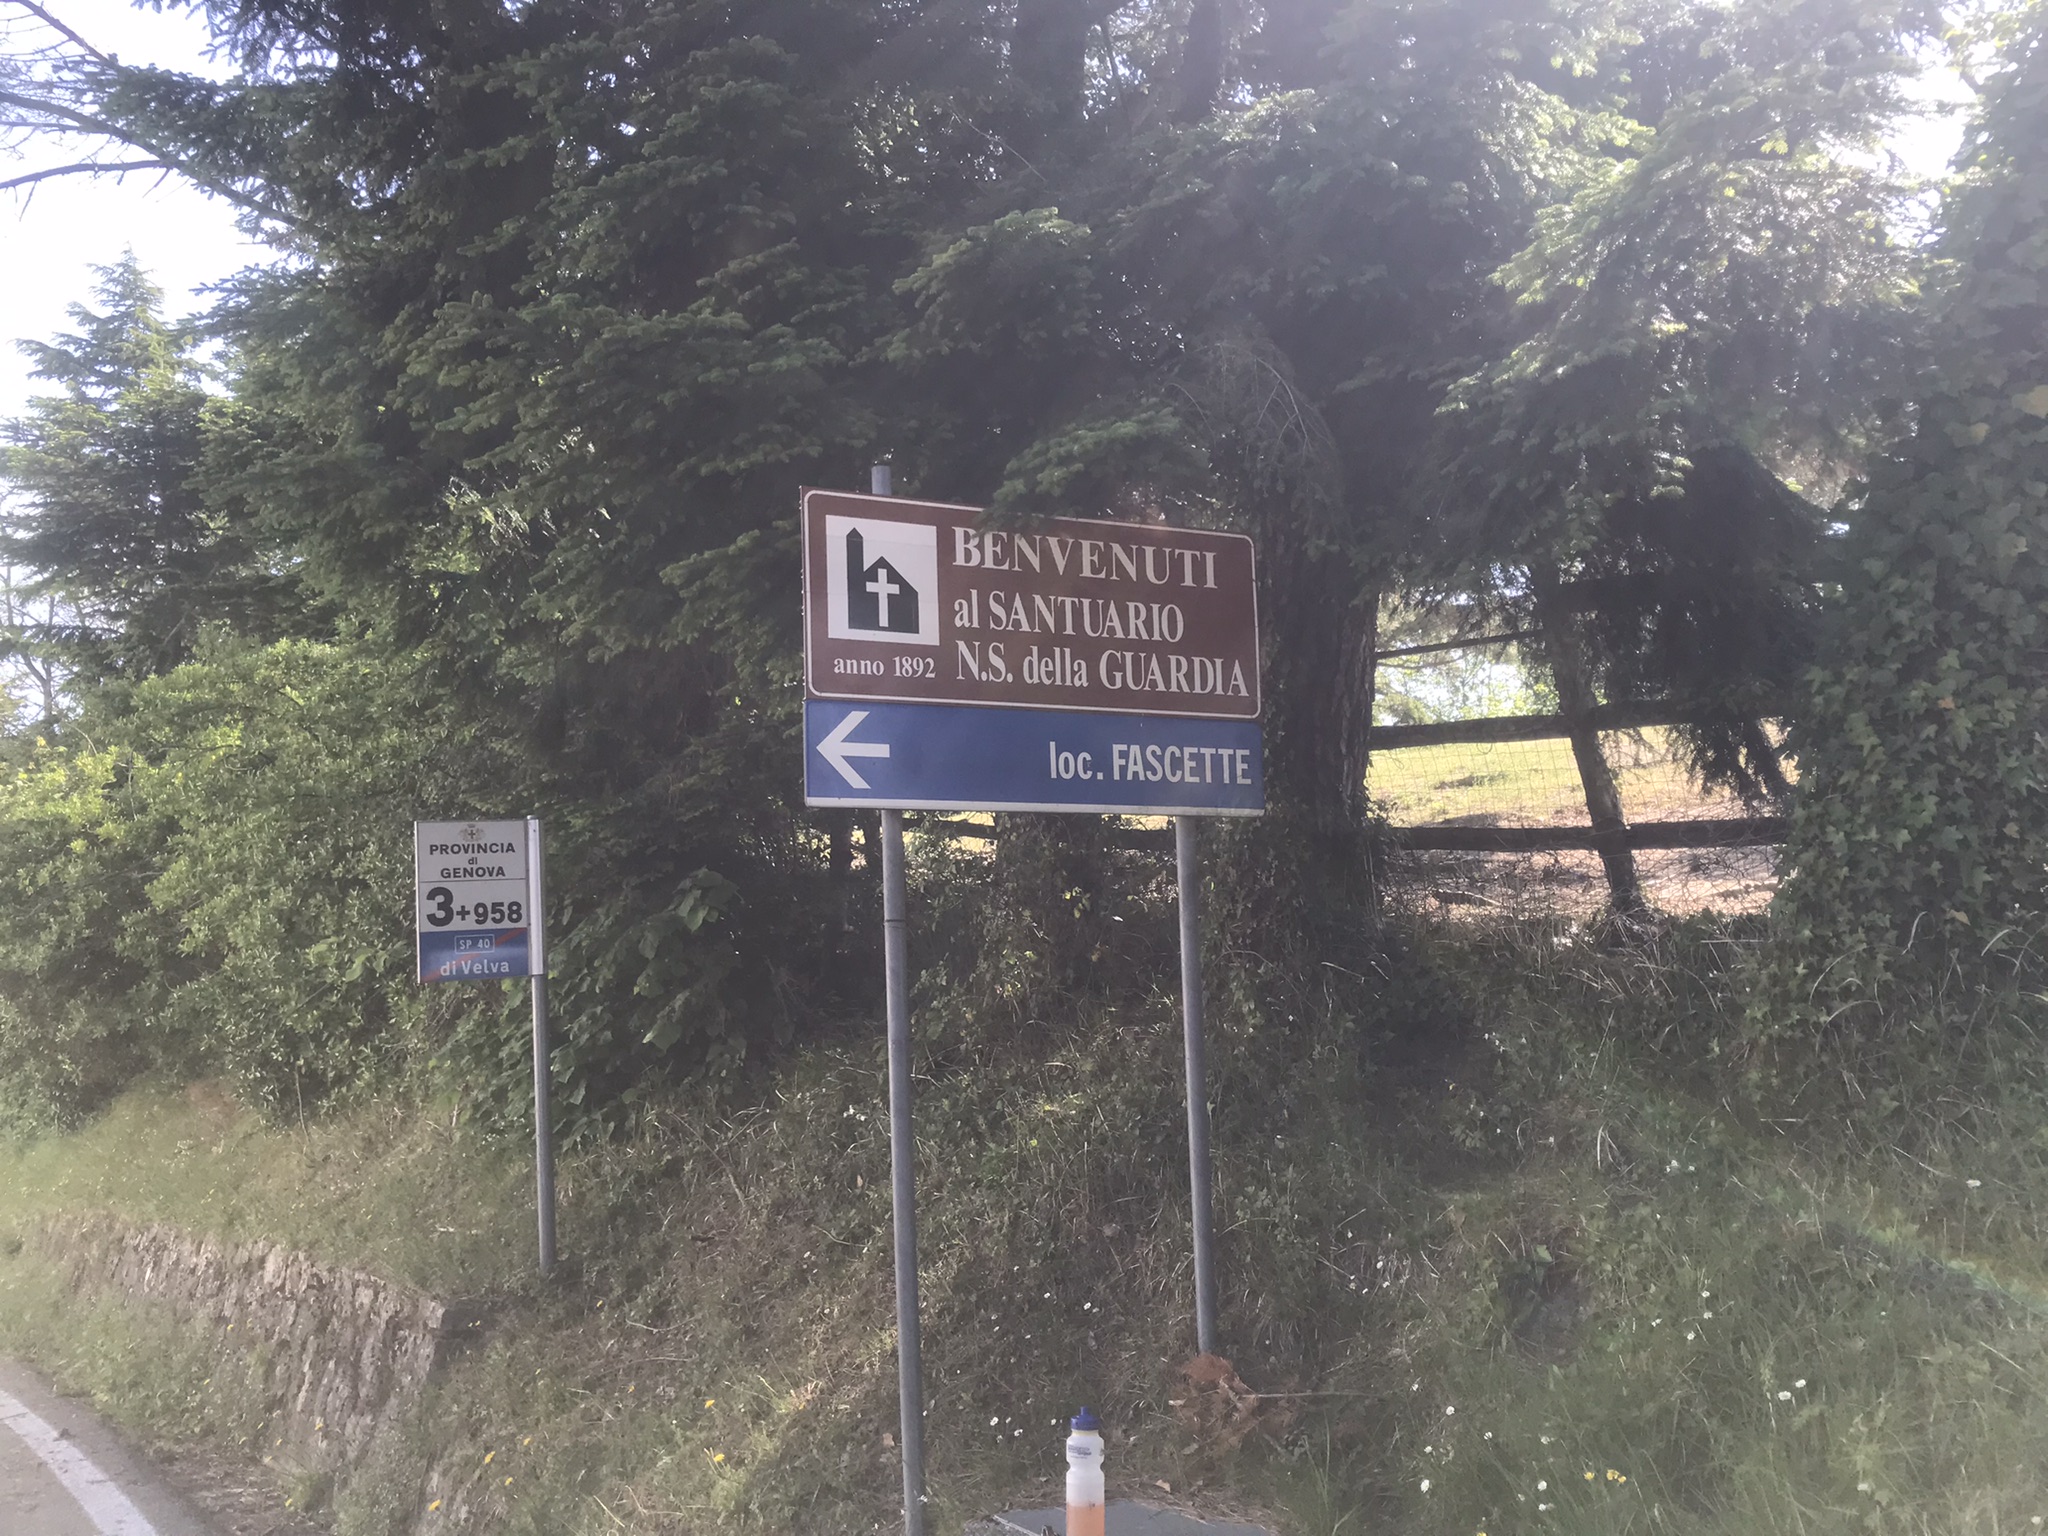 BENVENUTI
al SANTUARIO
N.S. della GUARDIA
anno 1892
loc. FASCETTE
PROVINCIA
di
GENOVA
3+958
SP 40
di Velva